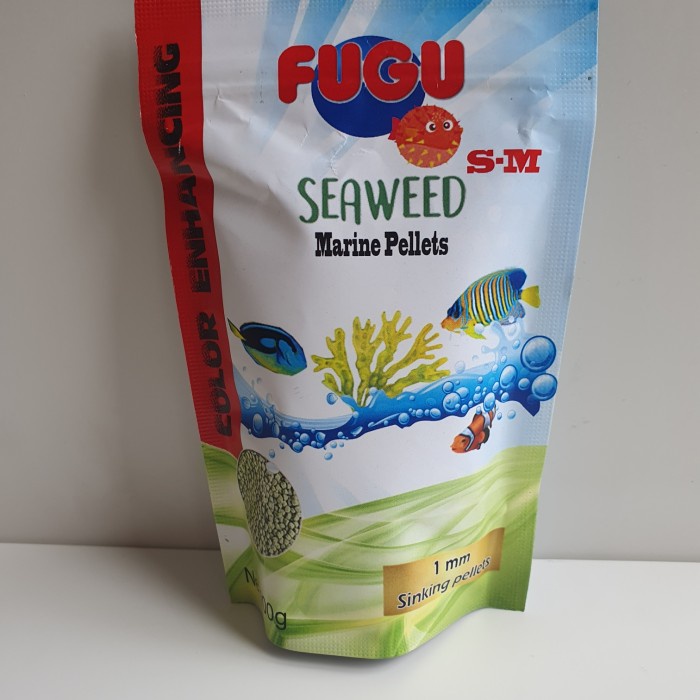 FUGU
S-M
SEAWEED
Marine Pellets
COLOR ENHANCING
1 mm
Sinking pellets